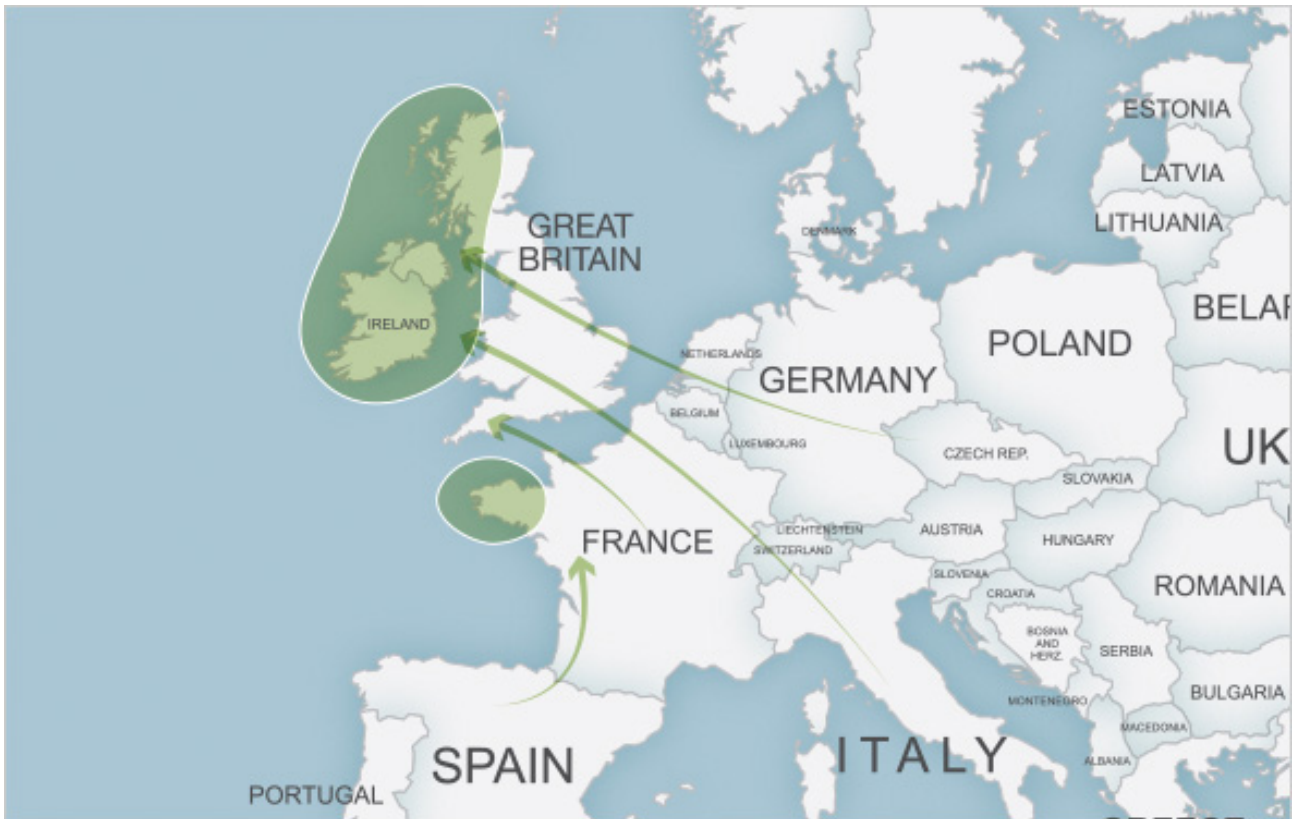 ESTONIA
LATVIA
LITHUANIA
GREAT
BRITAIN
DENMARK
BELAR
IRELAND
POLAND
NETHERLANDS
GERMANY
BELGIUM
LUXEMBOURG
CZECH REP.
UK
SLOVAKIA
LIECHTENSTEIN
AUSTRIA
FRANCE
HUNGARY
SWITZERLAND
SLOVENIA
ROMANIA
CROATIA
BOSNIA
AND
HERZ.
SERBIA
BULGARIA
MONTENEGRO
MACEDONIA
ITALY
SPAIN
ALBANIA
PORTUGAL